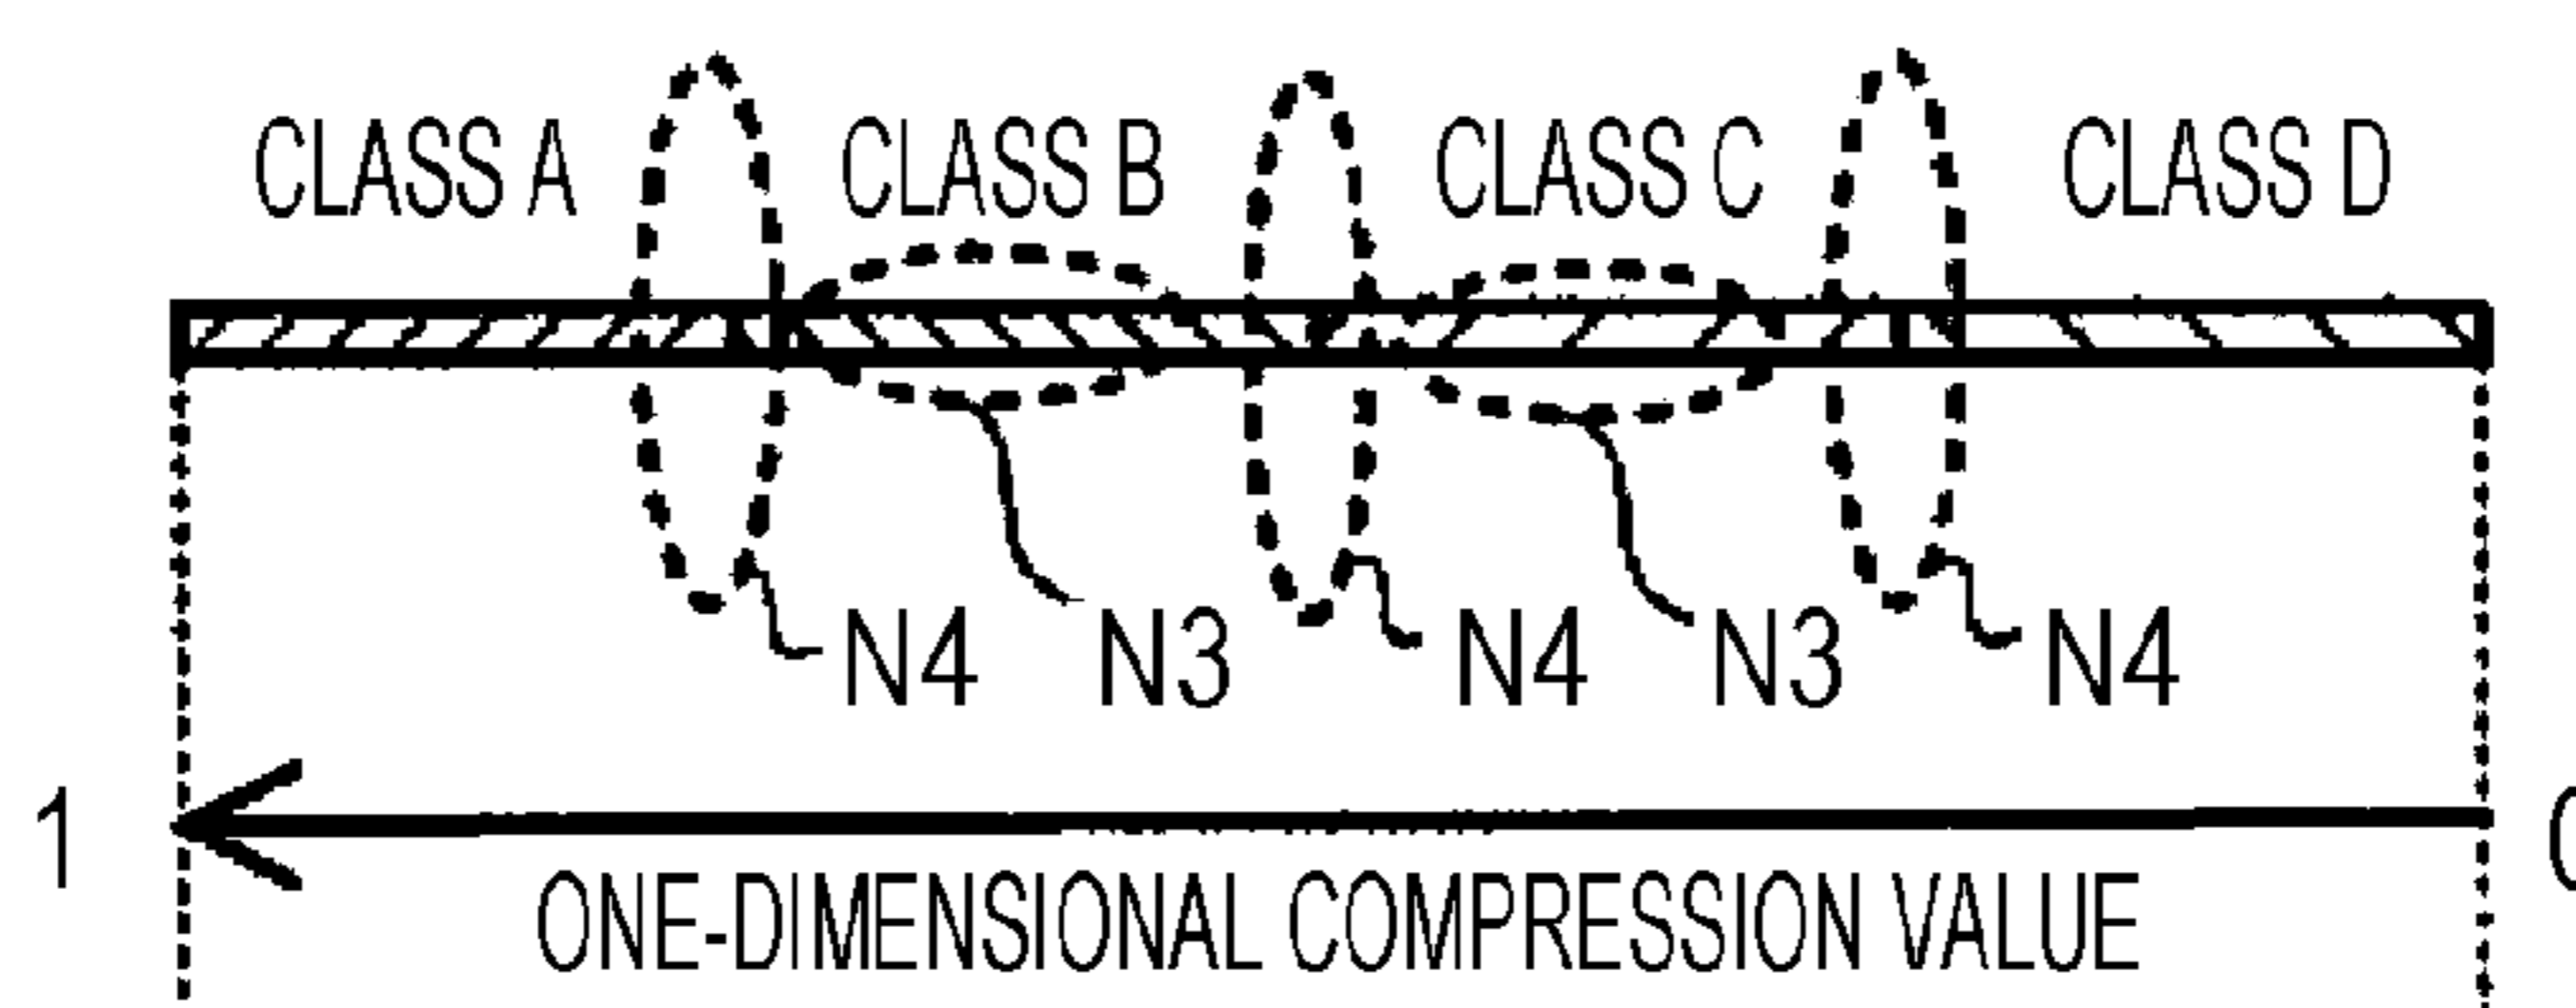 CLASS A CLASS B CLASS C CLASS D
N4 N3 N4 N3 N4
1
ONE-DIMENSIONAL COMPRESSION VALUE